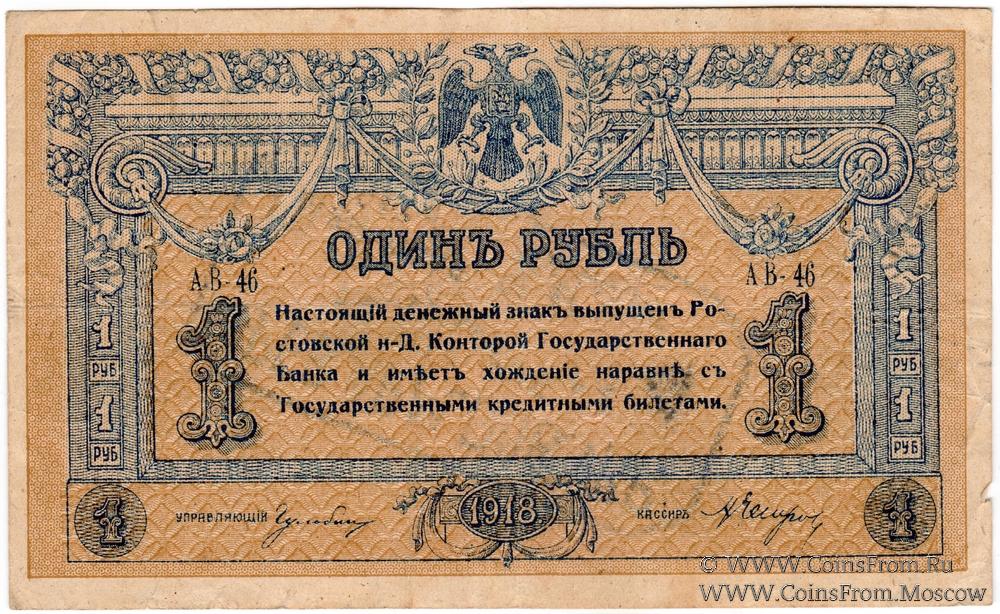 ОДИНЪ РУБЛЬ
АВ-46 АВ-46
1 1
Настоящій денежный знак выпущенъ Ро-
стовской н-Д. Конторой Государственнаго
Банка и имѣетъ хожденіе наравнѣ съ
Государственными кредитными билетами.
1 1
РУБ РУБ
1 1
РУБ РУБ
1 УПРАВЛЯЮЩІЙ 1918 КАССИРЪ 1
© WWW.CoinsFrom.Ru
WWW.CoinsFrom.Moscow